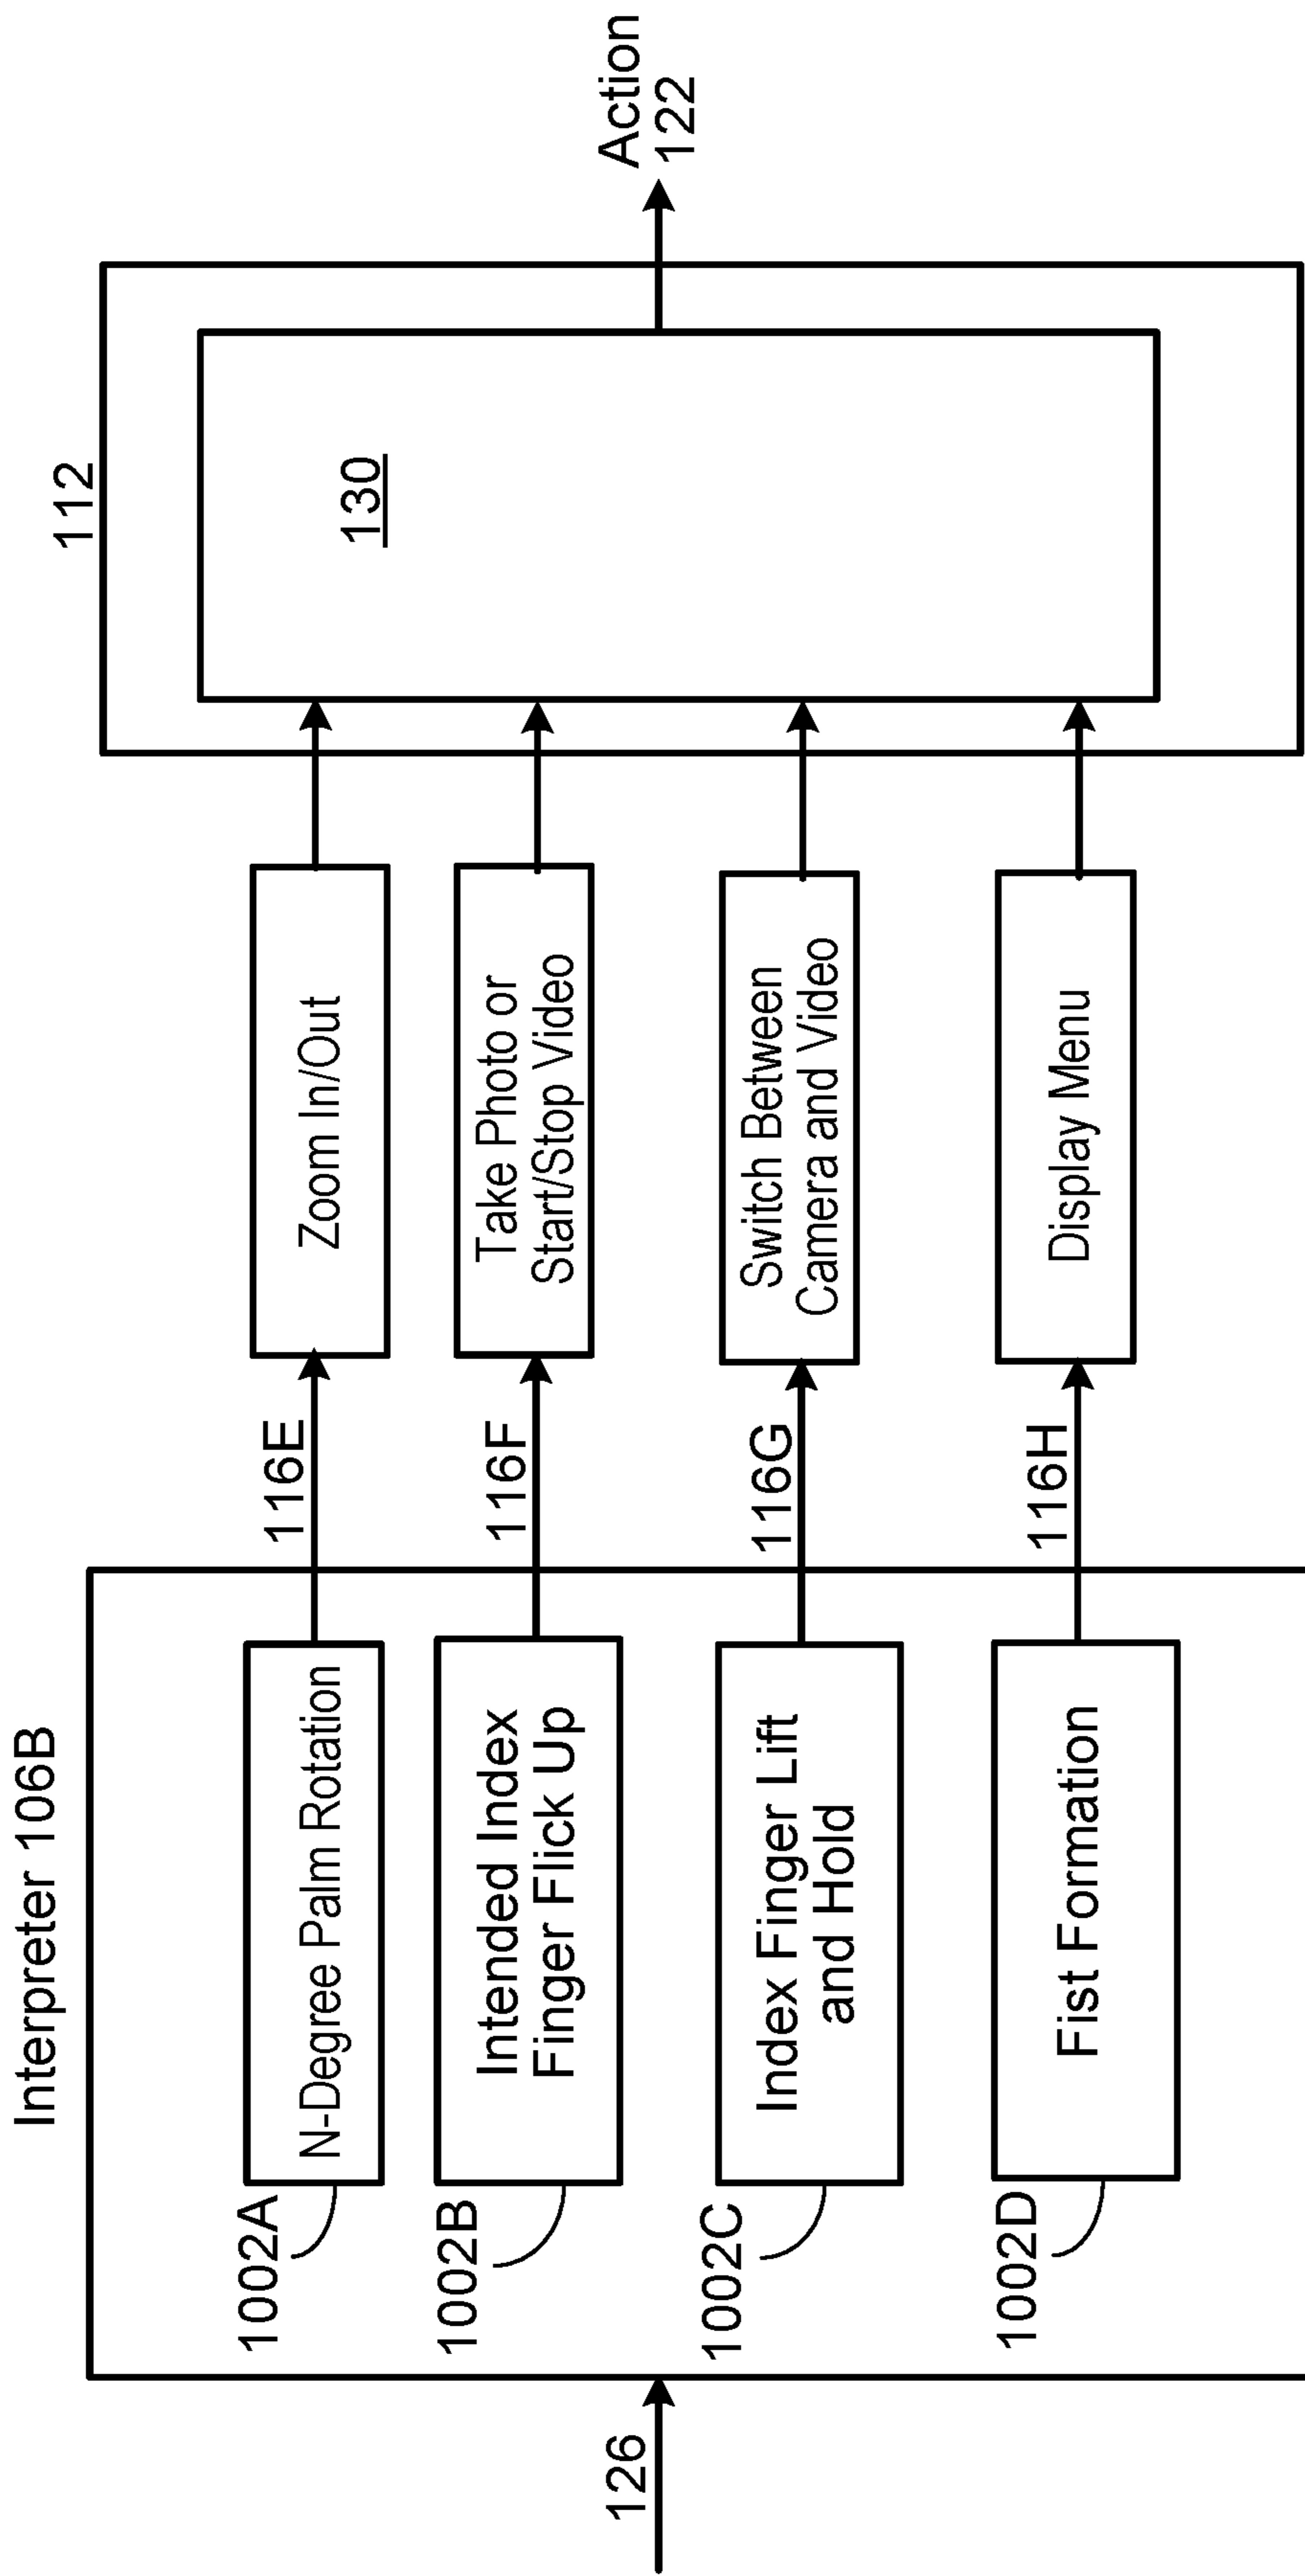 Interpreter 106B
126
1002A
N-Degree Palm Rotation
116E
Zoom In/Out
1002B
Intended Index
Finger Flick Up
116F
Take Photo or
Start/Stop Video
1002C
Index Finger Lift
and Hold
116G
Switch Between
Camera and Video
1002D
Fist Formation
116H
Display Menu
112
130
Action
122